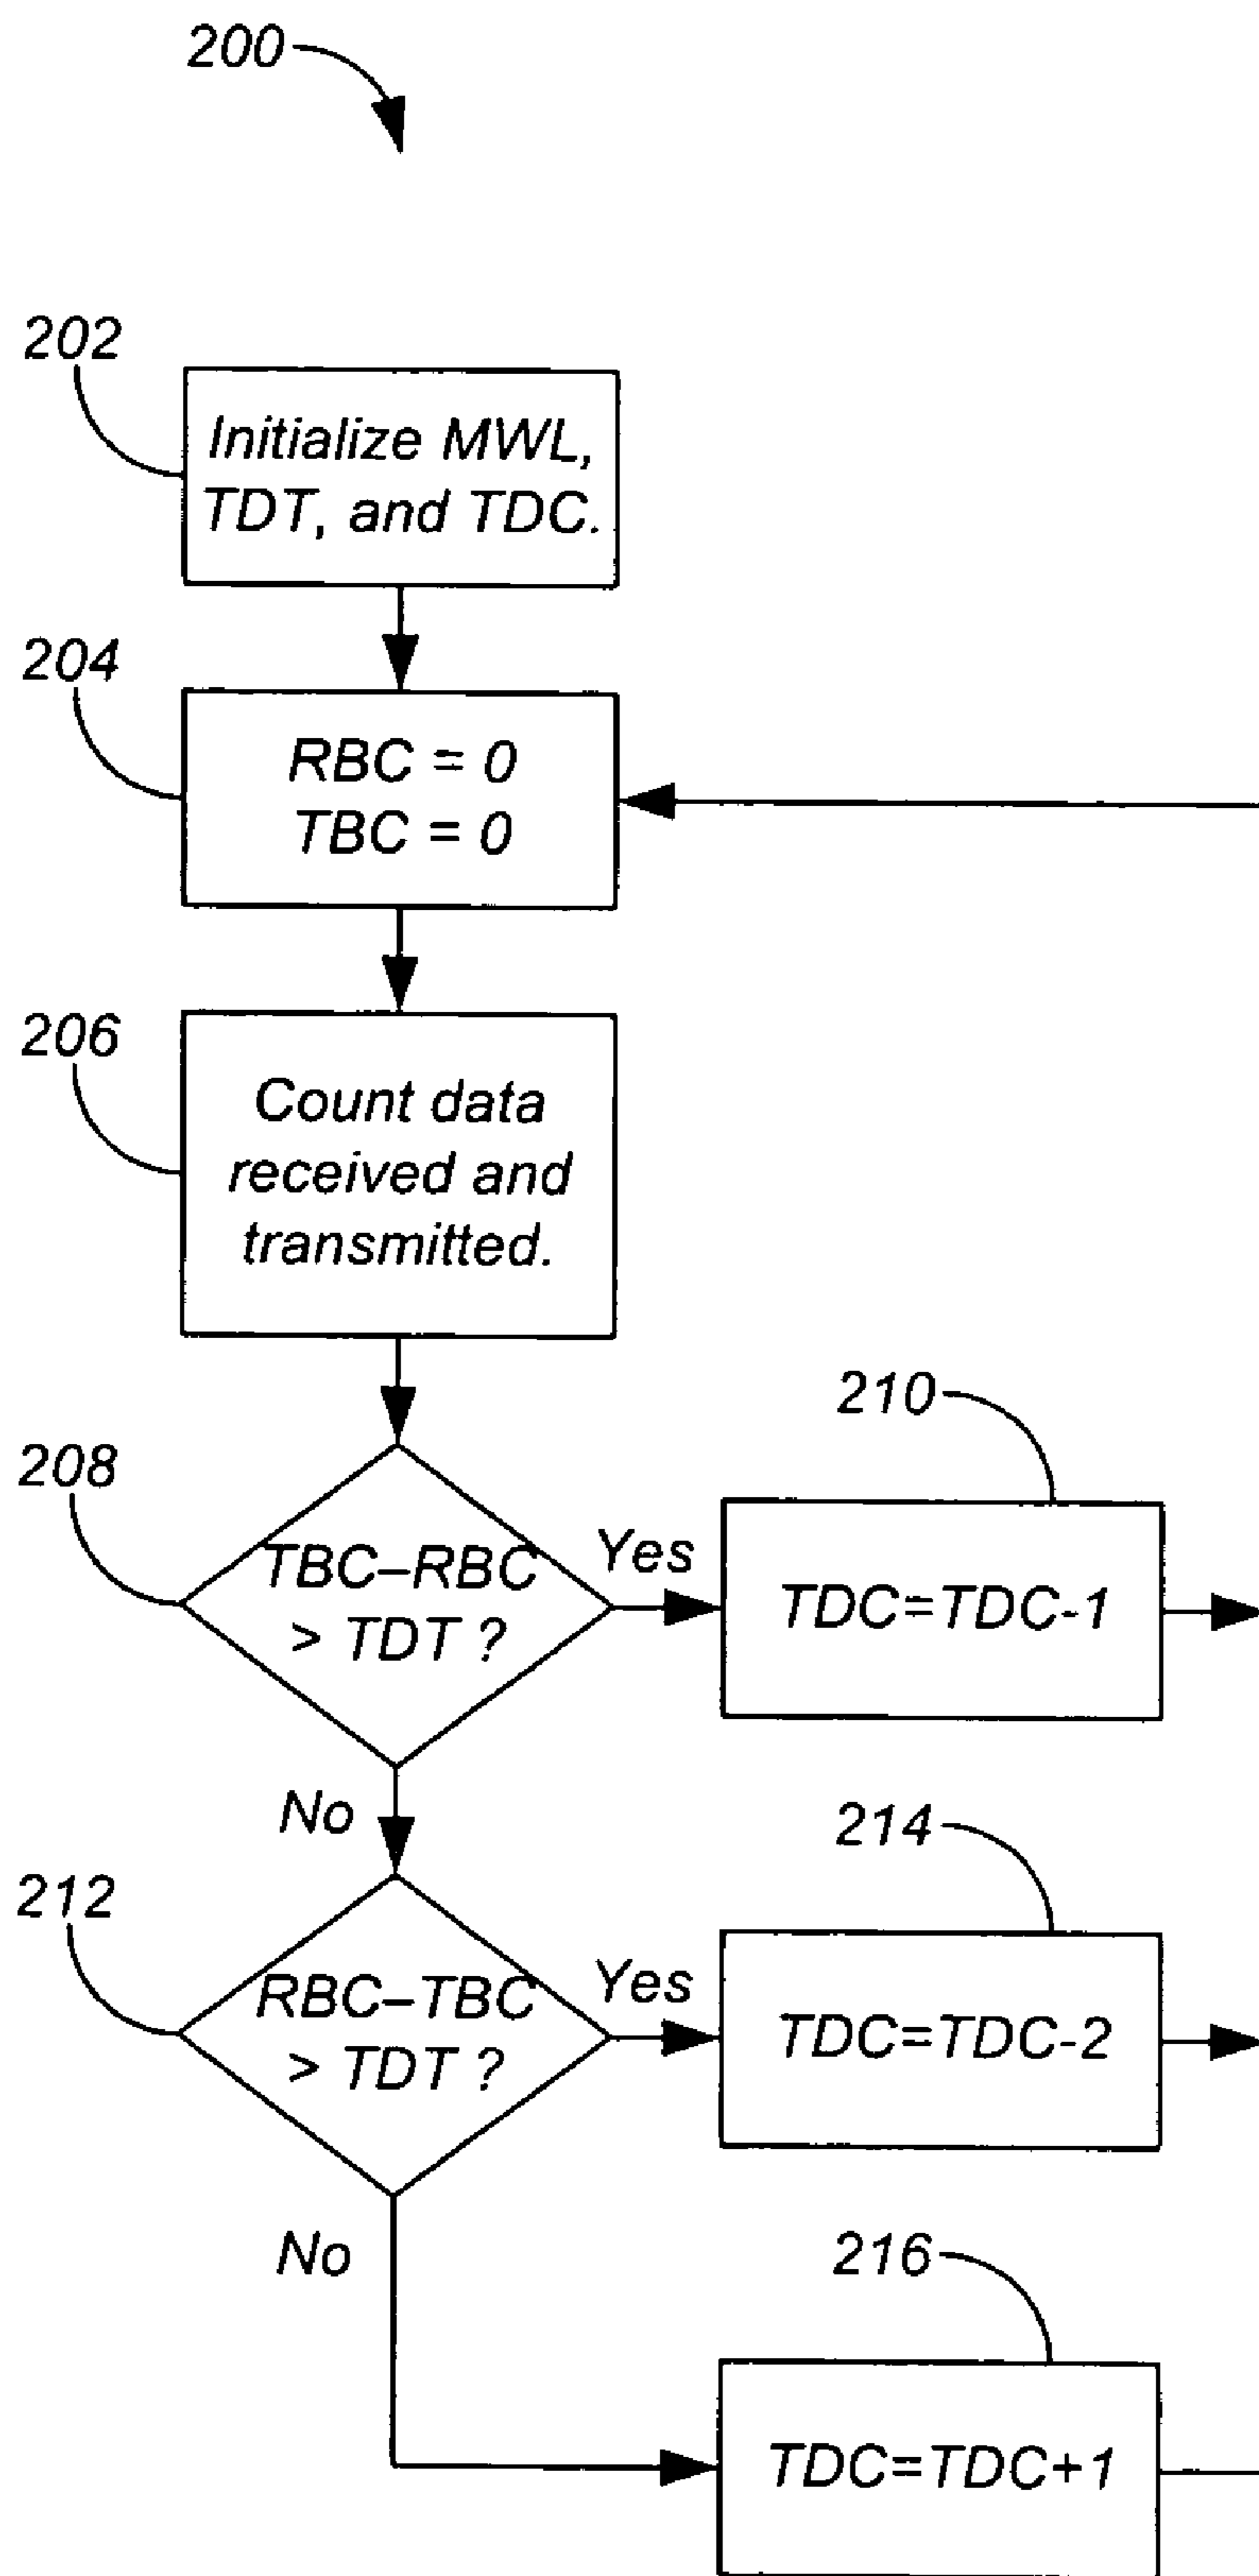 200
202
Initialize MWL,
TDT, and TDC.
204
RBC = 0
TBC = 0
206
Count data
received and
transmitted.
208
TBC–RBC
> TDT ?
Yes
210
TDC=TDC-1
No
212
RBC–TBC
> TDT ?
Yes
214
TDC=TDC-2
No
216
TDC=TDC+1